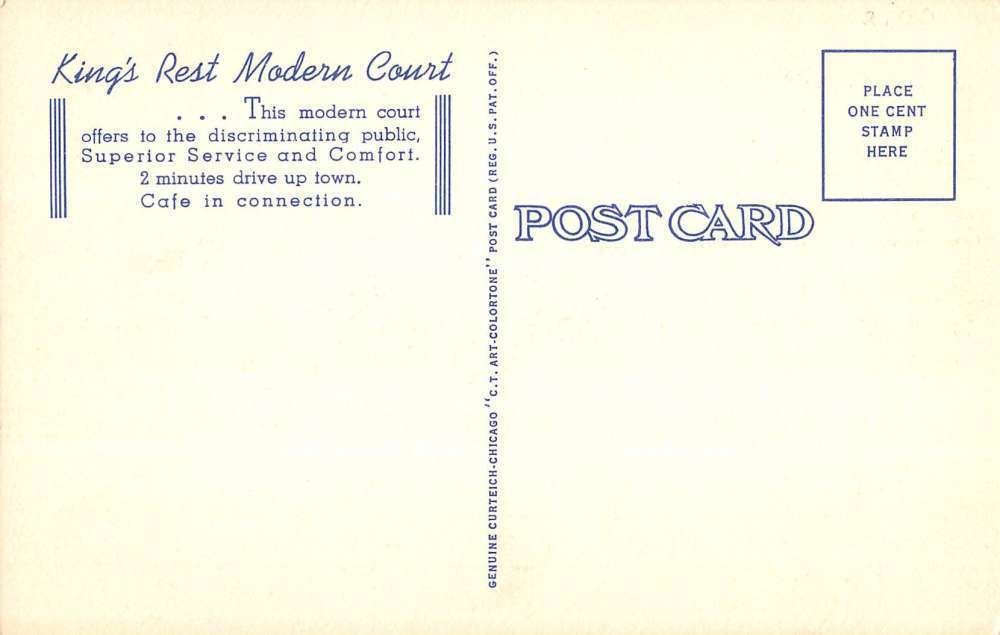 King's Rest Modern Court
. . . This modern court
offers to the discriminating public,
Superior Service and Comfort.
2 minutes drive up town.
Cafe in connection.
GENUINE CURTEICH-CHICAGO "C.T. ART-COLORTONE" POST CARD (REG. U.S. PAT. OFF.)
POST CARD
PLACE
ONE CENT
STAMP
HERE